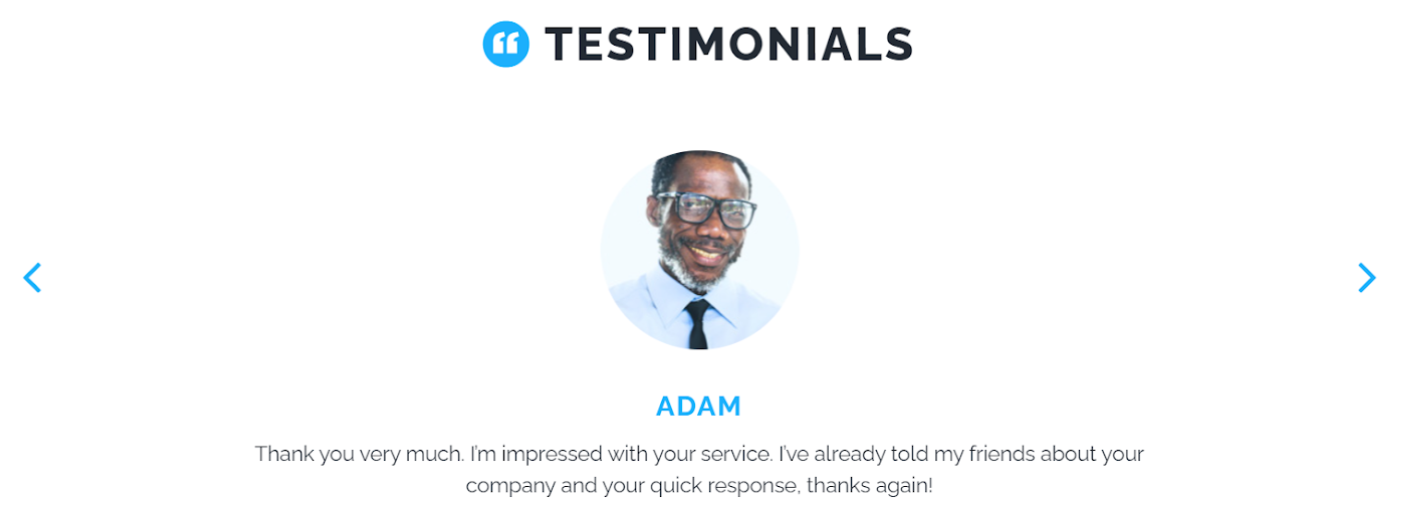 TESTIMONIALS
ADAM
Thank you very much. I’m impressed with your service. I’ve already told my friends about your
company and your quick response, thanks again!